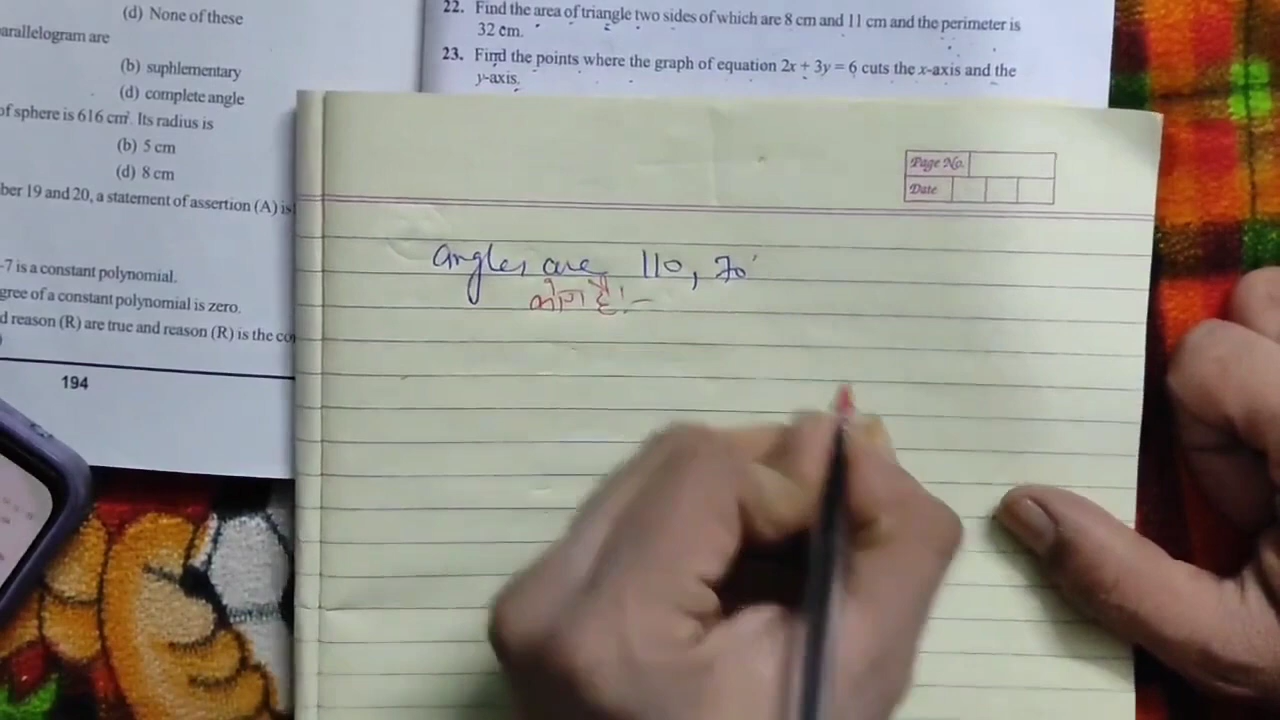 (d) None of these
arallelogram are
(b) suphlementary
(d) complete angle
of sphere is 616 cm². Its radius is
(b) 5 cm
(d) 8 cm
ber 19 and 20, a statement of assertion (A) is
-7 is a constant polynomial.
gree of a constant polynomial is zero.
d reason (R) are true and reason (R) is the co
)
194
22. Find the area of triangle two sides of which are 8 cm and 11 cm and the perimeter is
32 cm.
23. Find the points where the graph of equation 2x + 3y = 6 cuts the x-axis and the
y-axis.
Page No.
Date
Angles are 110, 70°
कोण हैं:-